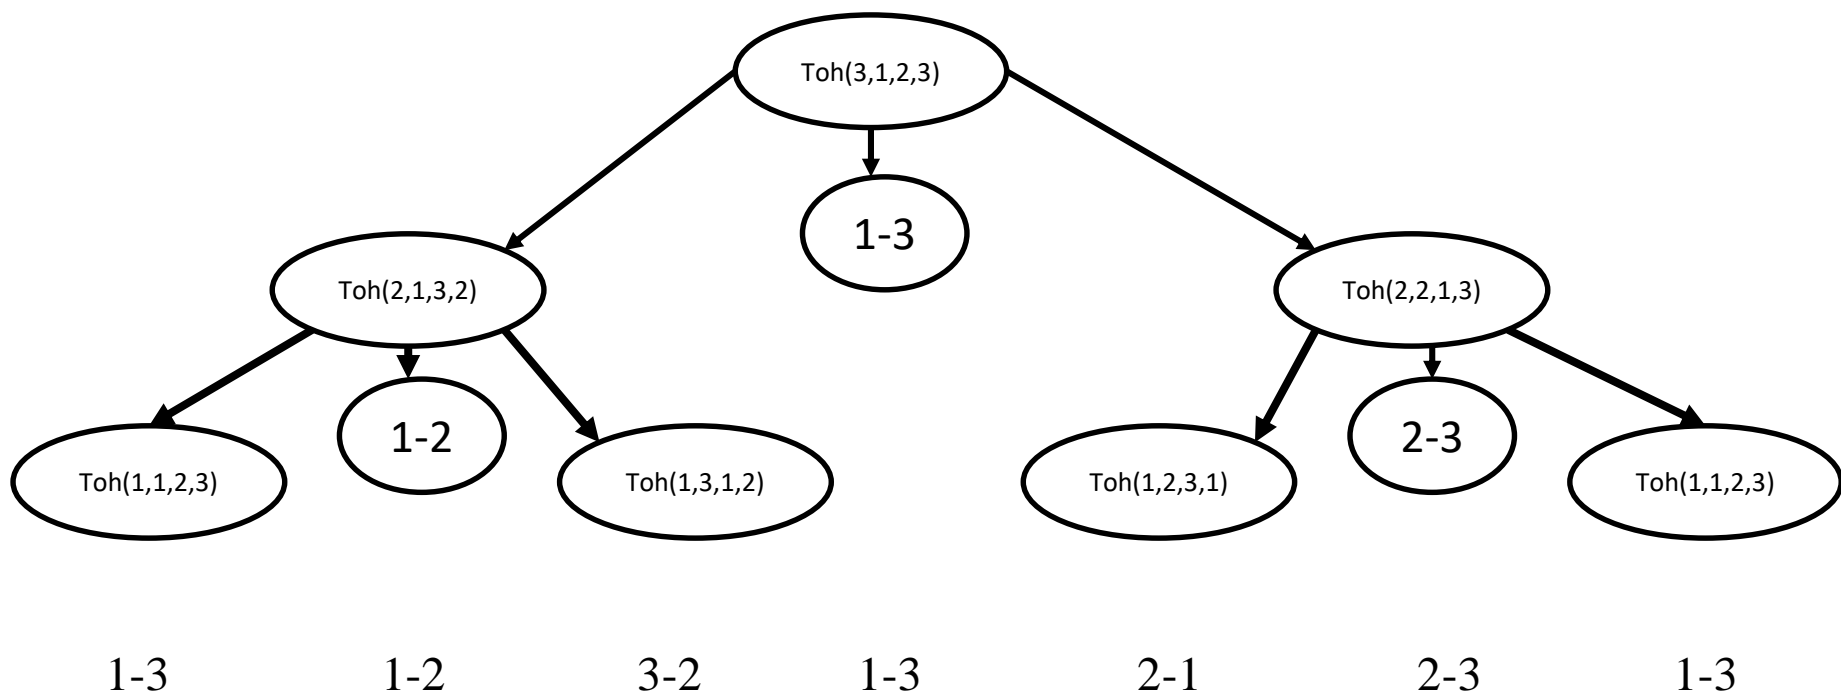 Toh(3,1,2,3)
1-3
Toh(2,1,3,2)
Toh(2,2,1,3)
1-2
2-3
Toh(1,1,2,3)
Toh(1,3,1,2)
Toh(1,2,3,1)
Toh(1,1,2,3)
1-3 1-2 3-2 1-3 2-1 2-3 1-3